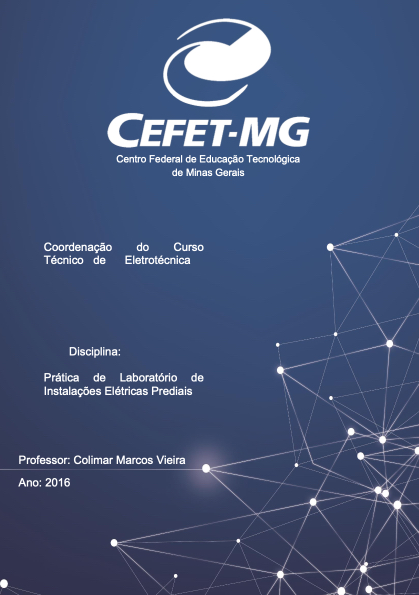 CEFET-MG
Centro Federal de Educação Tecnológica
de Minas Gerais
Coordenação do Curso
Técnico de Eletrotécnica
Disciplina:
Prática de Laboratório de
Instalações Elétricas Prediais
Professor: Colimar Marcos Vieira
Ano: 2016